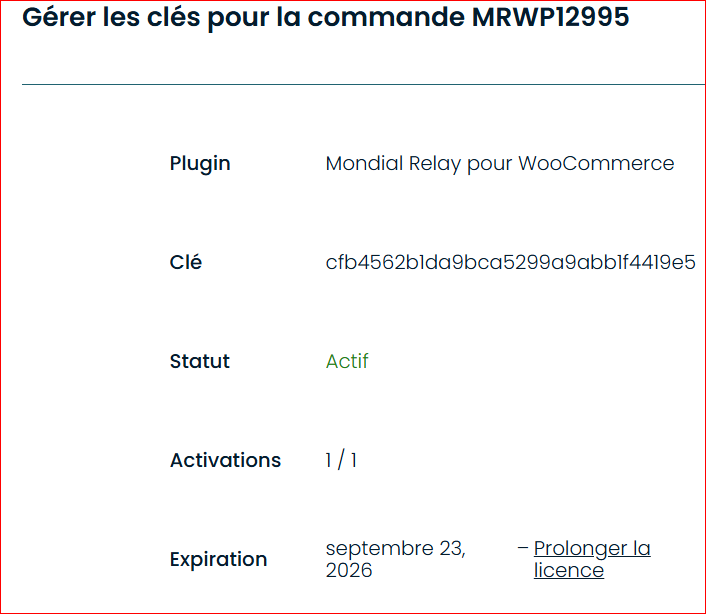 Gérer les clés pour la commande MRWP12995
Plugin Mondial Relay pour WooCommerce
Clé cfb4562b1da9bca5299a9abb1f4419e5
Statut Actif
Activations 1 / 1
Expiration septembre 23, 2026 – Prolonger la licence